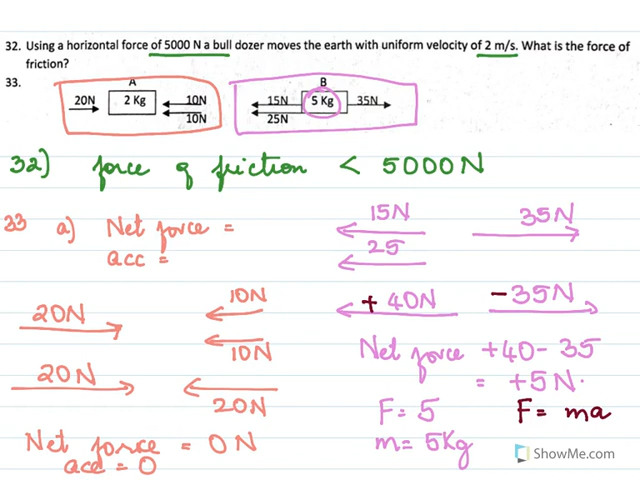 32. Using a horizontal force of 5000 N a bull dozer moves the earth with uniform velocity of 2 m/s. What is the force of
friction?
33.
A
20N 2 Kg 10N
10N
B
15N 5 Kg 35N
25N
32) force of friction < 5000N
33 a) Net force =
acc =
15N 35N
25
20N 10N
10N
+40N -35N
20N
20N
Net force +40-35
= +5N.
F = 5 F = ma
m = 5Kg
Net force = 0N
acc = 0
ShowMe.com